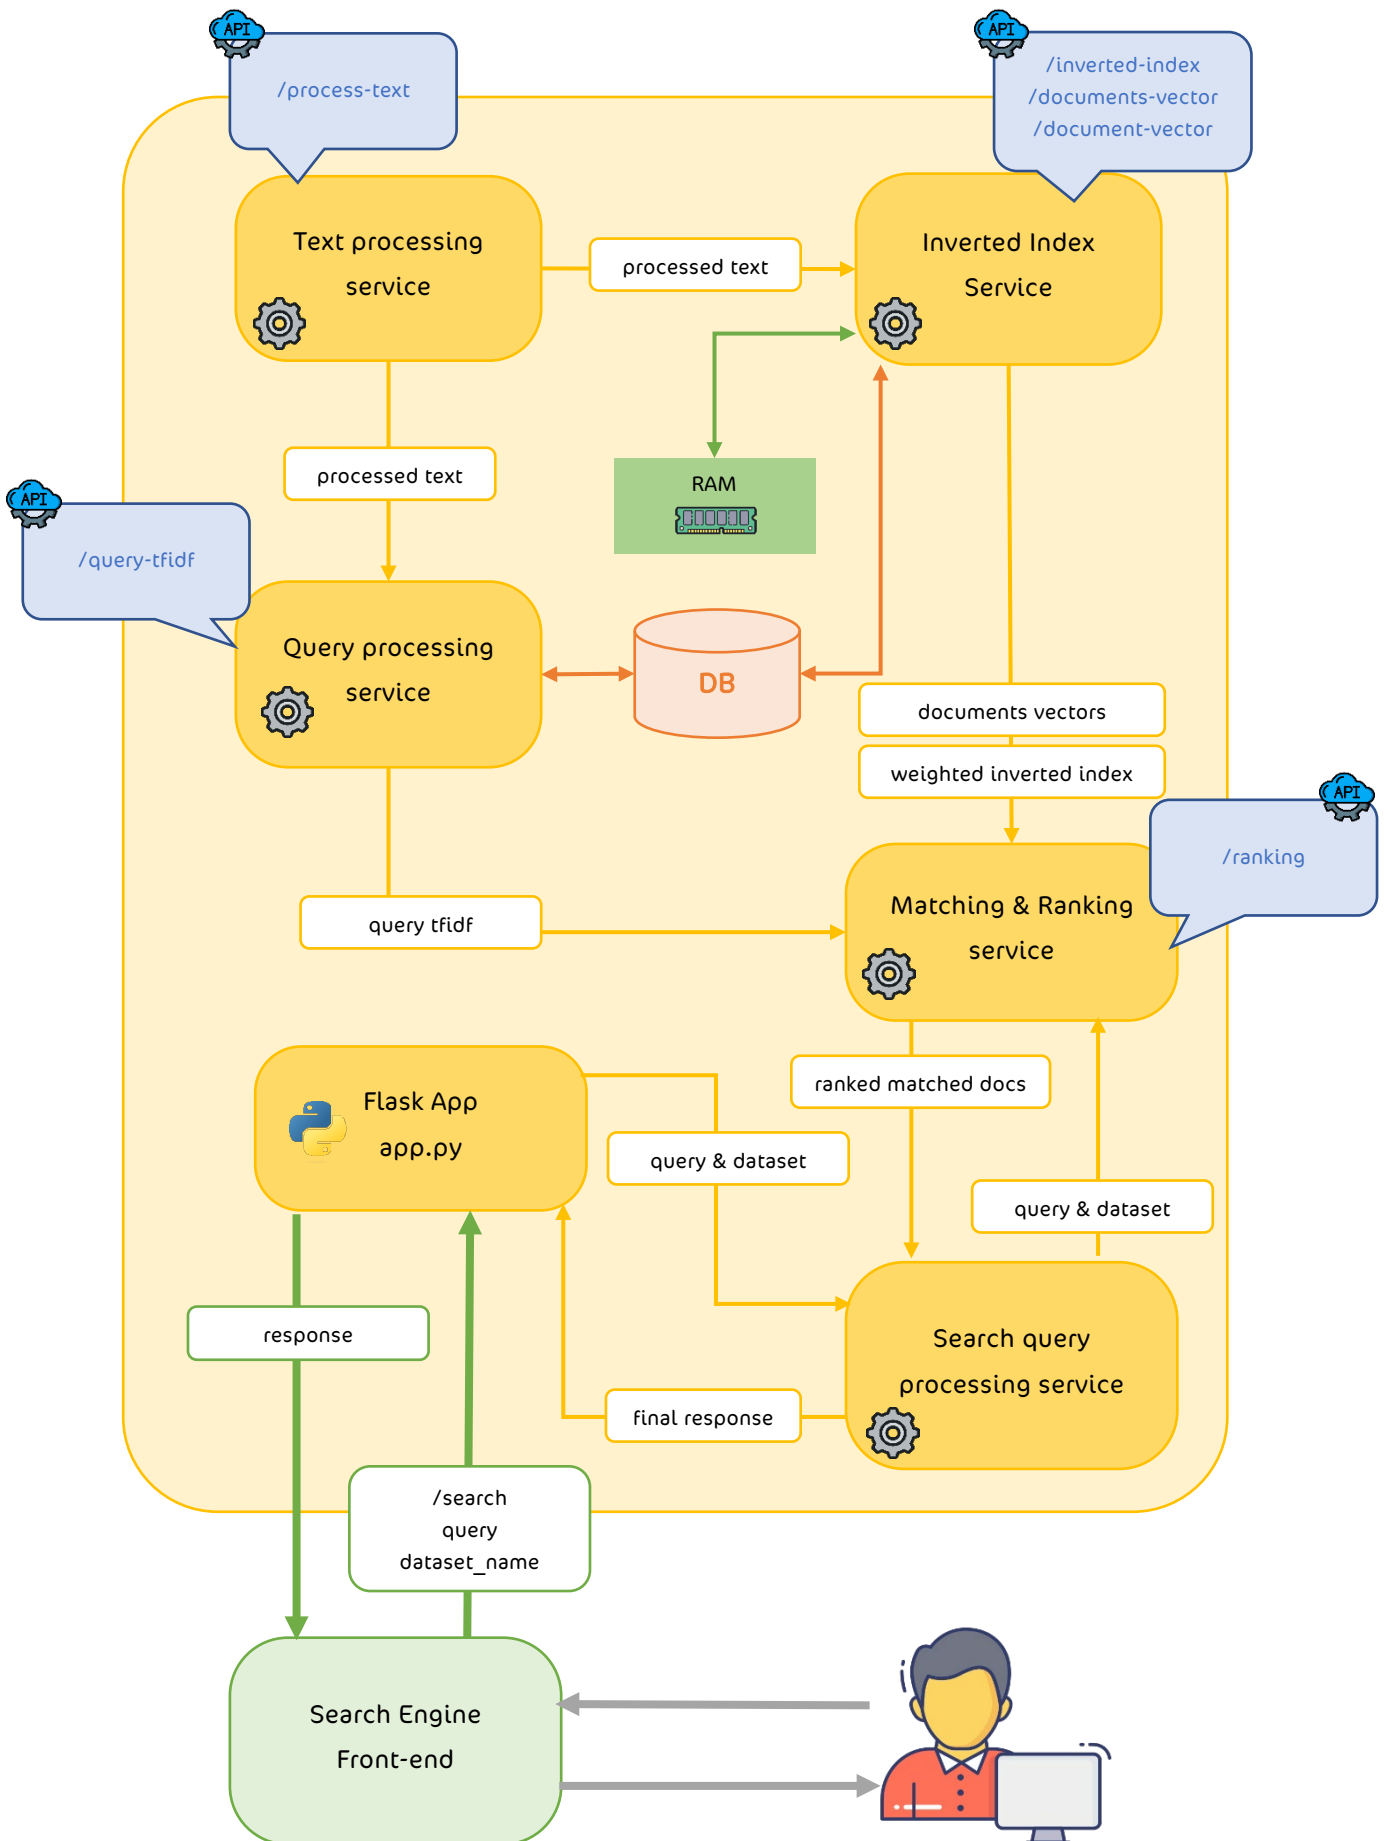 API
/process-text
API
/inverted-index
/documents-vector
/document-vector
Text processing
service
processed text
Inverted Index
Service
processed text
RAM
API
/query-tfidf
Query processing
service
DB
documents vectors
weighted inverted index
API
/ranking
query tfidf
Matching & Ranking
service
Flask App
app.py
ranked matched docs
query & dataset
query & dataset
response
Search query
processing service
final response
/search
query
dataset_name
Search Engine
Front-end